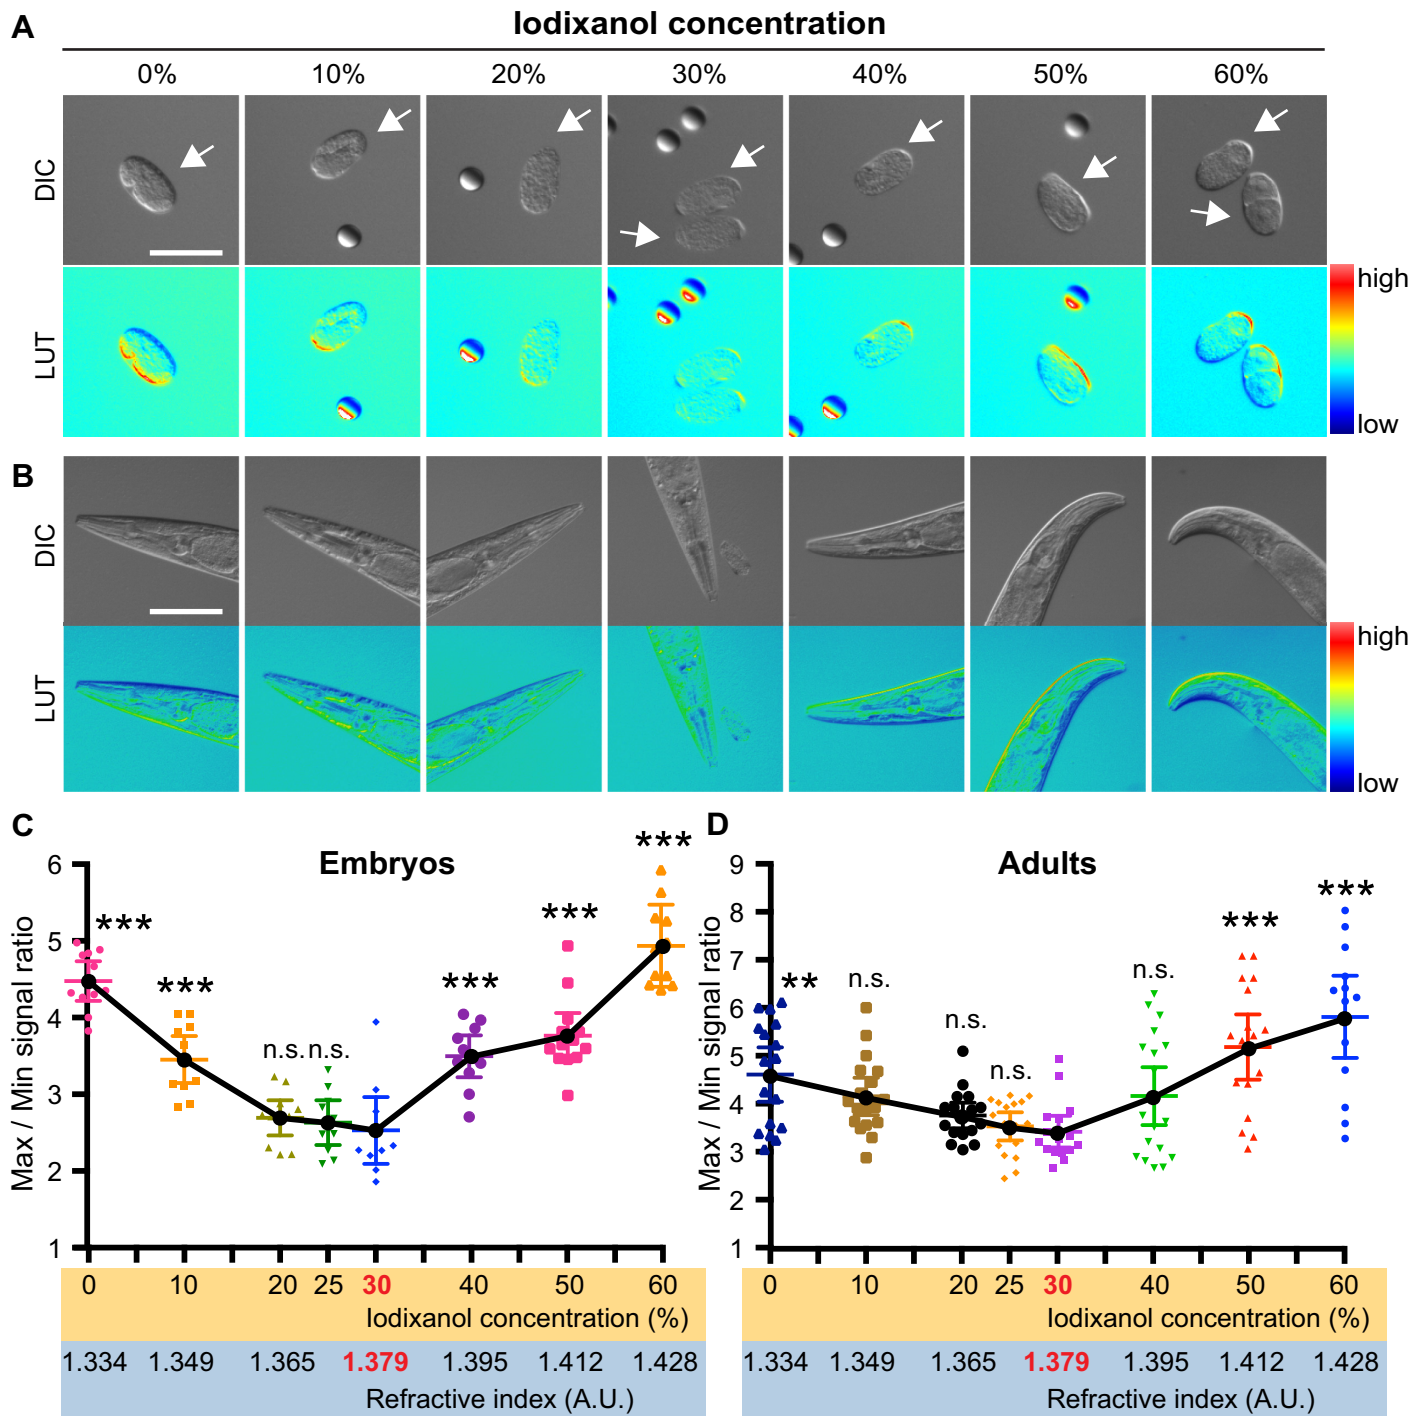 A
Iodixanol concentration
0% 10% 20% 30% 40% 50% 60%
DIC
LUT
high
low
B
DIC
LUT
high
low
C
Embryos
Max / Min signal ratio
6
5
4
3
2
1
***
***
n.s.
n.s.
***
***
***
0 10 20 25 30 40 50 60
Iodixanol concentration (%)
1.334 1.349 1.365 1.379 1.395 1.412 1.428
Refractive index (A.U.)
D
Adults
Max / Min signal ratio
9
8
7
6
5
4
3
2
1
**
n.s.
n.s.
n.s.
n.s.
***
***
0 10 20 25 30 40 50 60
Iodixanol concentration (%)
1.334 1.349 1.365 1.379 1.395 1.412 1.428
Refractive index (A.U.)